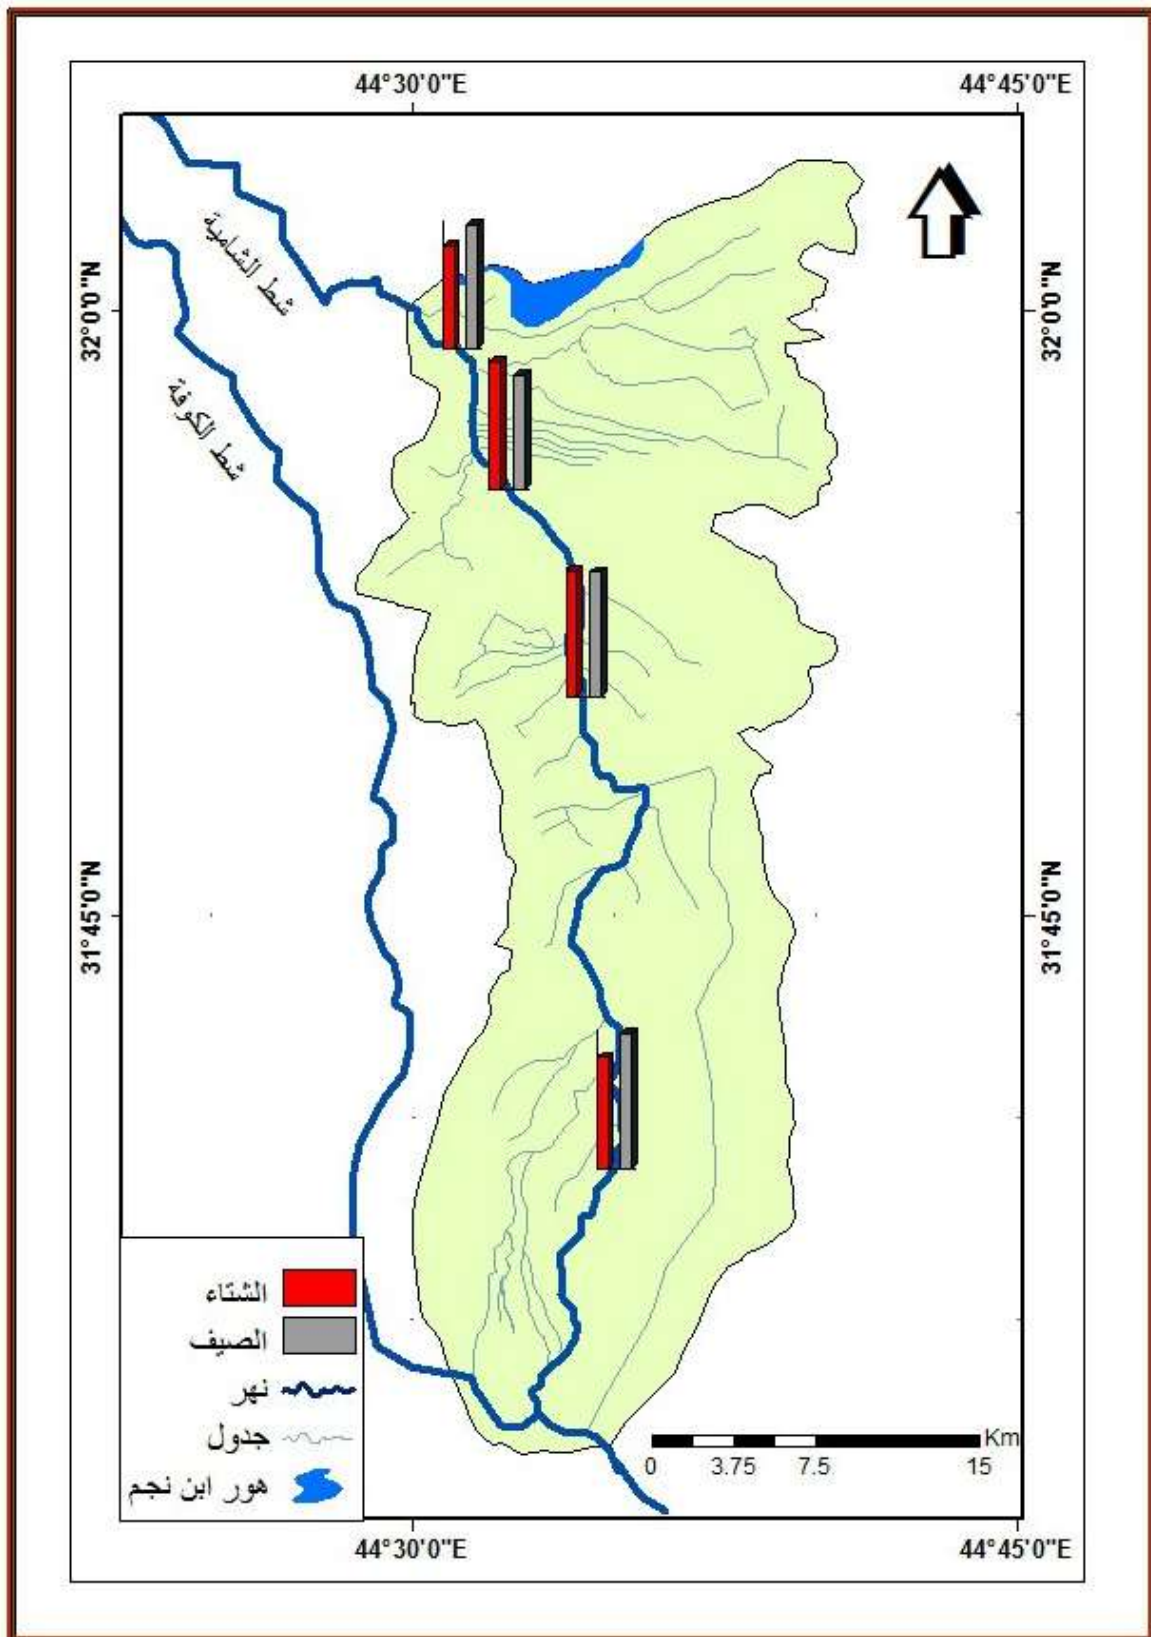 44°30'0"E
44°45'0"E
32°0'0"N
32°0'0"N
شط الشامية
شط الكوفة
31°45'0"N
31°45'0"N
الشتاء
الصيف
نهر
جدول
هور ابن نجم
Km
0 3.75 7.5 15
44°30'0"E
44°45'0"E